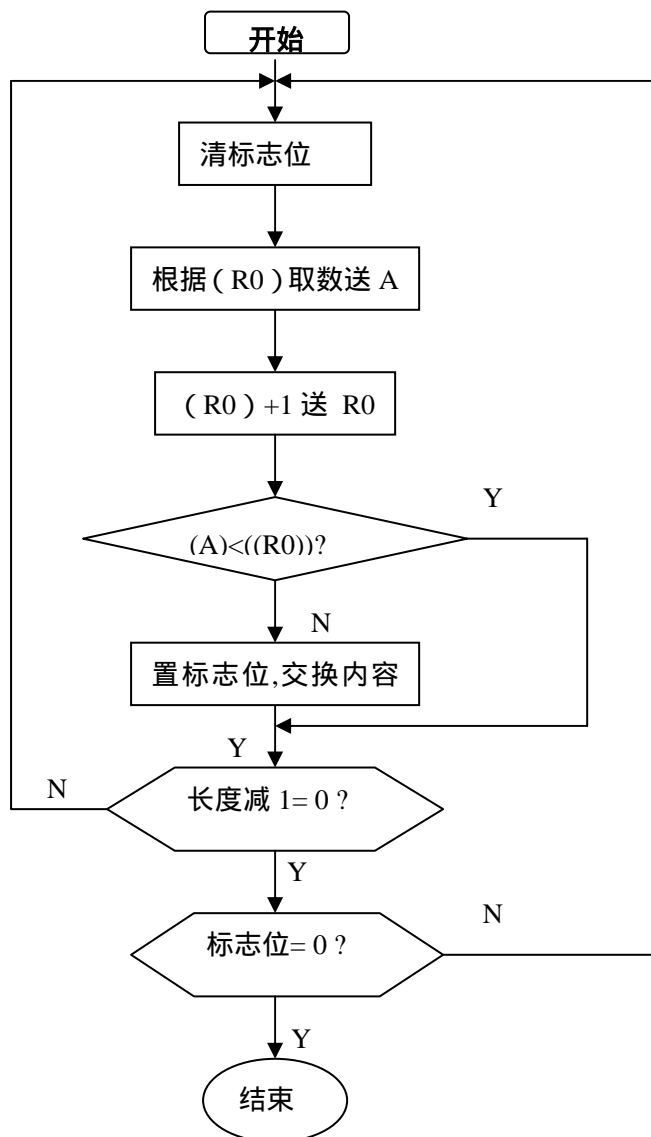 开始
清标志位
根据（R0）取数送 A
（R0）+1 送 R0
Y
(A)<((R0))?
N
置标志位,交换内容
Y
N
长度减 1= 0 ?
Y
N
标志位= 0 ?
Y
结束